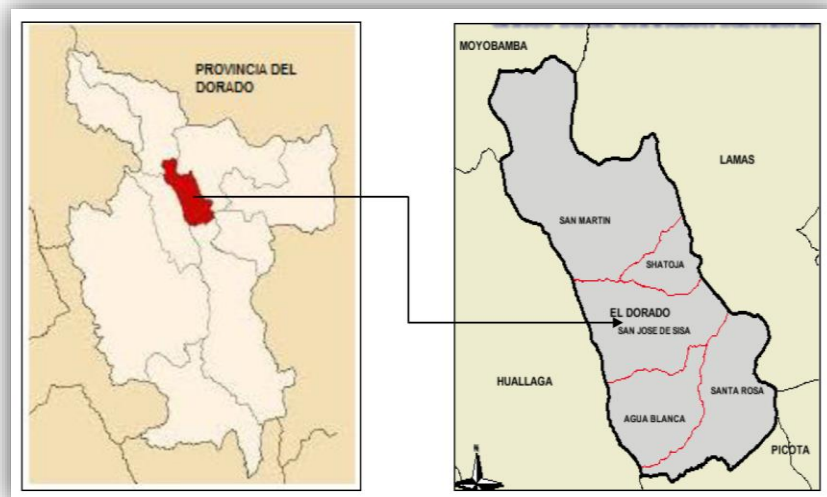 PROVINCIA DEL
DORADO
MOYOBAMBA
LAMAS
SAN MARTIN
SHATOJA
EL DORADO
SAN JOSE DE SISA
HUALLAGA
SANTA ROSA
AGUA BLANCA
PICOTA
N